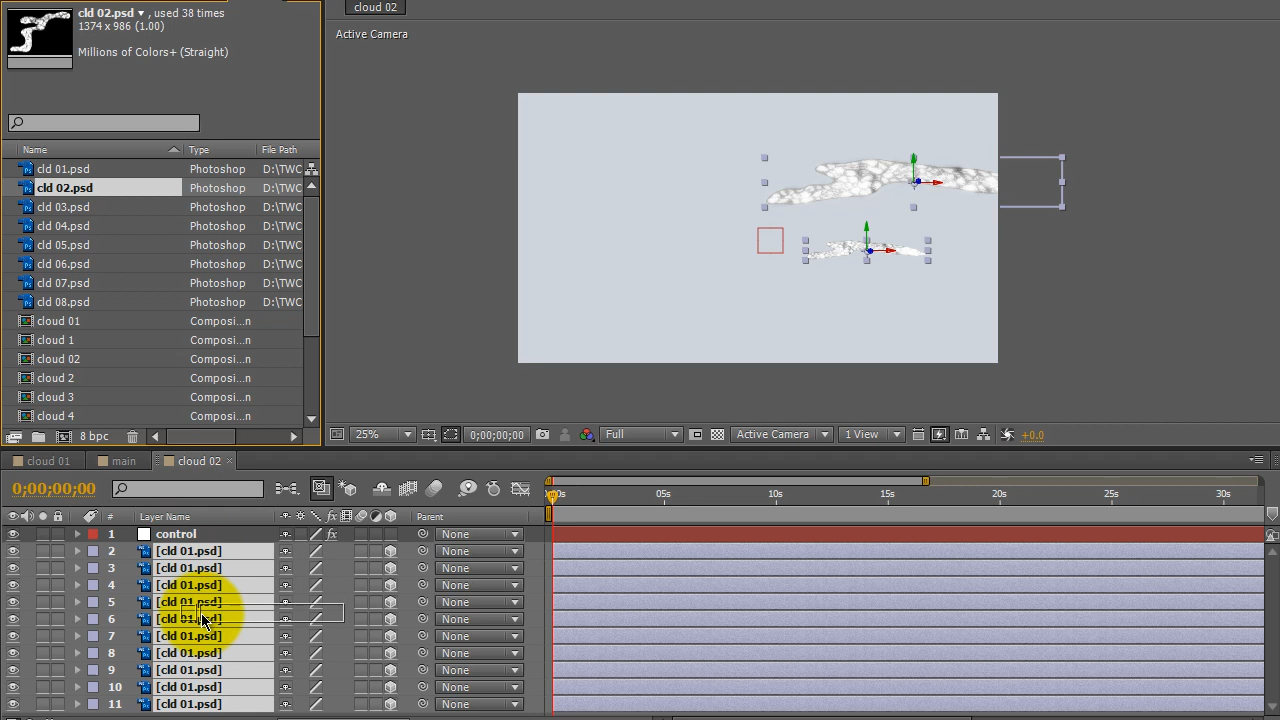 cld 02.psd ▾ , used 38 times
1374 x 986 (1.00)
Millions of Colors+ (Straight)
Name Type File Path
cld 01.psd Photoshop D:\TWC
cld 02.psd Photoshop D:\TWC
cld 03.psd Photoshop D:\TWC
cld 04.psd Photoshop D:\TWC
cld 05.psd Photoshop D:\TWC
cld 06.psd Photoshop D:\TWC
cld 07.psd Photoshop D:\TWC
cld 08.psd Photoshop D:\TWC
cloud 01 Composi...n
cloud 1 Composi...n
cloud 02 Composi...n
cloud 2 Composi...n
cloud 3 Composi...n
cloud 4 Composi...n
8 bpc
cloud 02
Active Camera
25% 0;00;00;00 Full Active Camera 1 View +0.0
cloud 01 main cloud 02 ×
0;00;00;00
05s 10s 15s 20s 25s 30s
# Layer Name fx Parent
1 control fx None
2 [cld 01.psd] None
3 [cld 01.psd] None
4 [cld 01.psd] None
5 [cld 01.psd] None
6 [cld 01.psd] None
7 [cld 01.psd] None
8 [cld 01.psd] None
9 [cld 01.psd] None
10 [cld 01.psd] None
11 [cld 01.psd] None